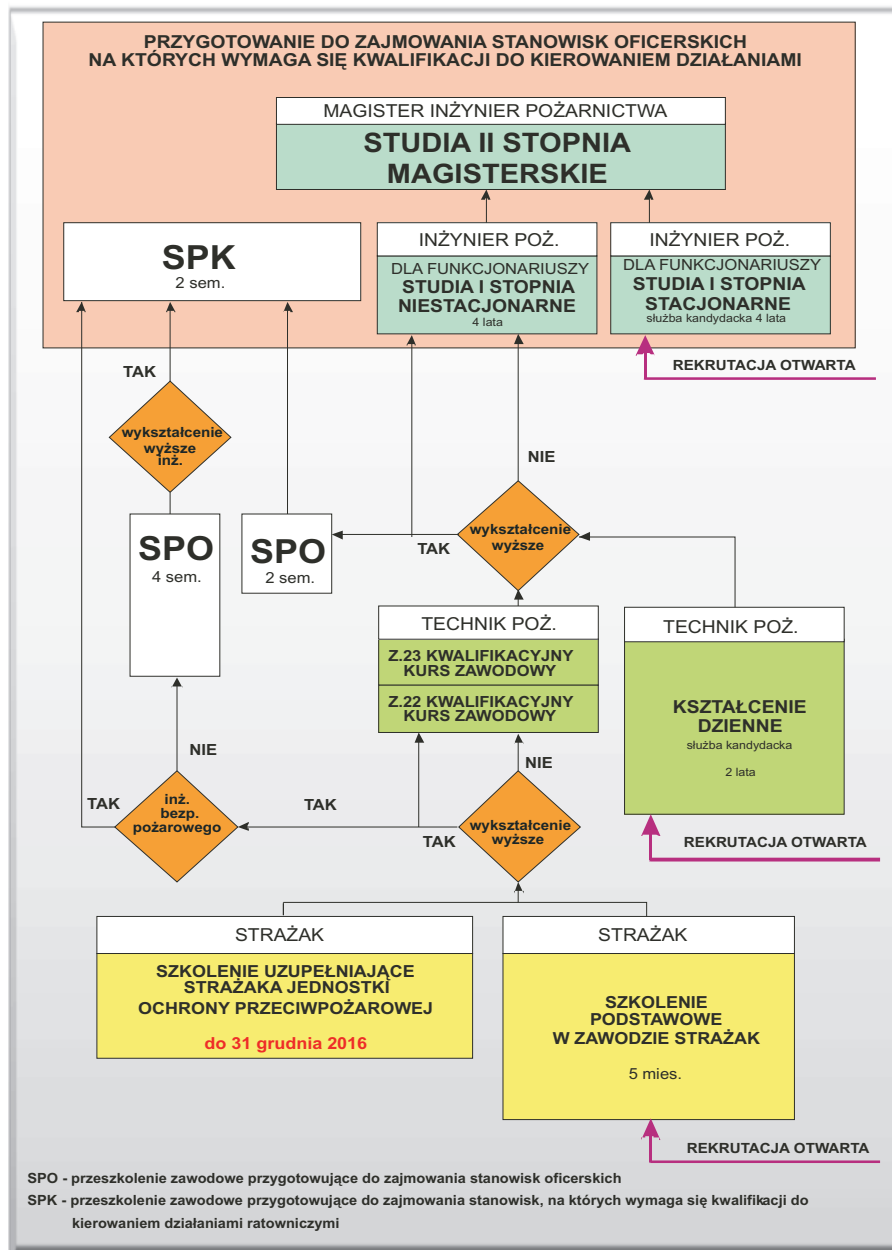 PRZYGOTOWANIE DO ZAJMOWANIA STANOWISK OFICERSKICH
NA KTÓRYCH WYMAGA SIĘ KWALIFIKACJI DO KIEROWANIEM DZIAŁANIAMI
MAGISTER INŻYNIER POŻARNICTWA
STUDIA II STOPNIA
MAGISTERSKIE
SPK
2 sem.
INŻYNIER POŻ.
DLA FUNKCJONARIUSZY
STUDIA I STOPNIA
NIESTACJONARNE
4 lata
INŻYNIER POŻ.
DLA FUNKCJONARIUSZY
STUDIA I STOPNIA
STACJONARNE
służba kandydacka 4 lata
REKRUTACJA OTWARTA
TAK
wykształcenie
wyższe
inż.
NIE
SPO
4 sem.
SPO
2 sem.
TAK
wykształcenie
wyższe
TECHNIK POŻ.
Z.23 KWALIFIKACYJNY
KURS ZAWODOWY
Z.22 KWALIFIKACYJNY
KURS ZAWODOWY
TECHNIK POŻ.
KSZTAŁCENIE
DZIENNE
służba kandydacka
2 lata
REKRUTACJA OTWARTA
NIE
NIE
TAK
inż.
bezp.
pożarowego
TAK
TAK
wykształcenie
wyższe
STRAŻAK
SZKOLENIE UZUPEŁNIAJĄCE
STRAŻAKA JEDNOSTKI
OCHRONY PRZECIWPOŻAROWEJ
do 31 grudnia 2016
STRAŻAK
SZKOLENIE
PODSTAWOWE
W ZAWODZIE STRAŻAK
5 mies.
REKRUTACJA OTWARTA
SPO - przeszkolenie zawodowe przygotowujące do zajmowania stanowisk oficerskich
SPK - przeszkolenie zawodowe przygotowujące do zajmowania stanowisk, na których wymaga się kwalifikacji do
kierowaniem działaniami ratowniczymi